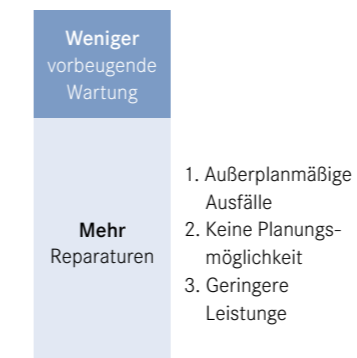 Weniger
vorbeugende
Wartung
Mehr
Reparaturen
1. Außerplanmäßige
Ausfälle
2. Keine Planungs-
möglichkeit
3. Geringere
Leistunge